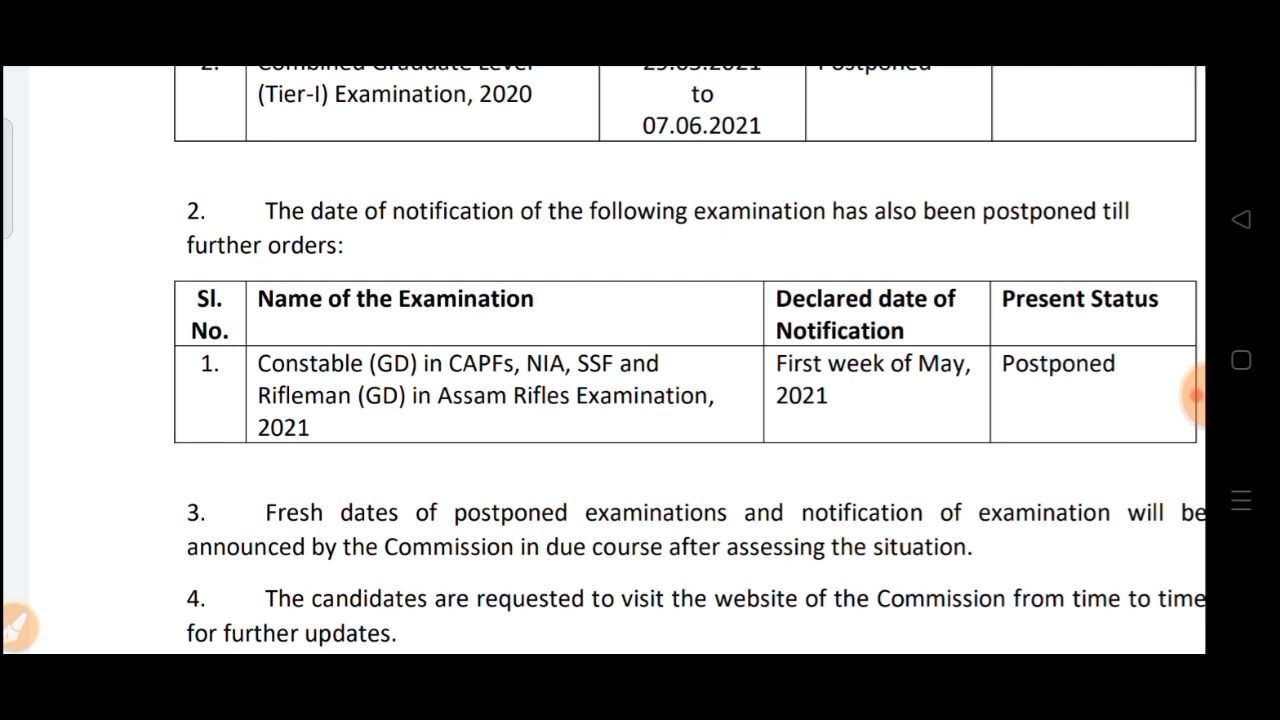 2. Combined Graduate Level Postponed
(Tier-I) Examination, 2020 to
07.06.2021
2. The date of notification of the following examination has also been postponed till
further orders:
Sl. No. Name of the Examination Declared date of Notification Present Status
1. Constable (GD) in CAPFs, NIA, SSF and First week of May, Postponed
Rifleman (GD) in Assam Rifles Examination, 2021
2021
3. Fresh dates of postponed examinations and notification of examination will be
announced by the Commission in due course after assessing the situation.
4. The candidates are requested to visit the website of the Commission from time to time
for further updates.